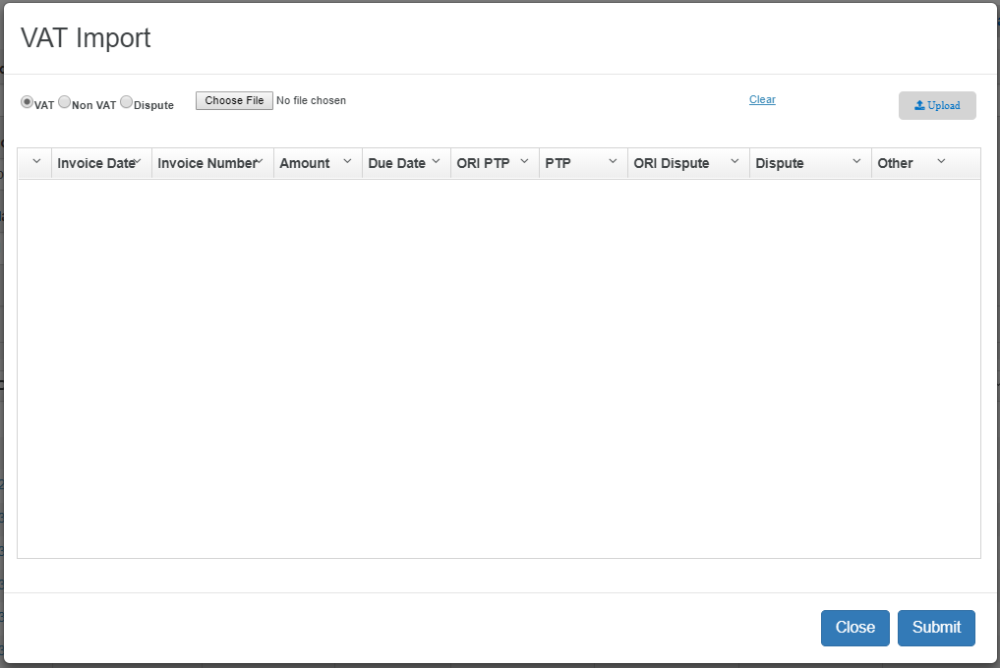 VAT Import
VAT Non VAT Dispute Choose File No file chosen Clear Upload
Invoice Date Invoice Number Amount Due Date ORI PTP PTP ORI Dispute Dispute Other
Close Submit